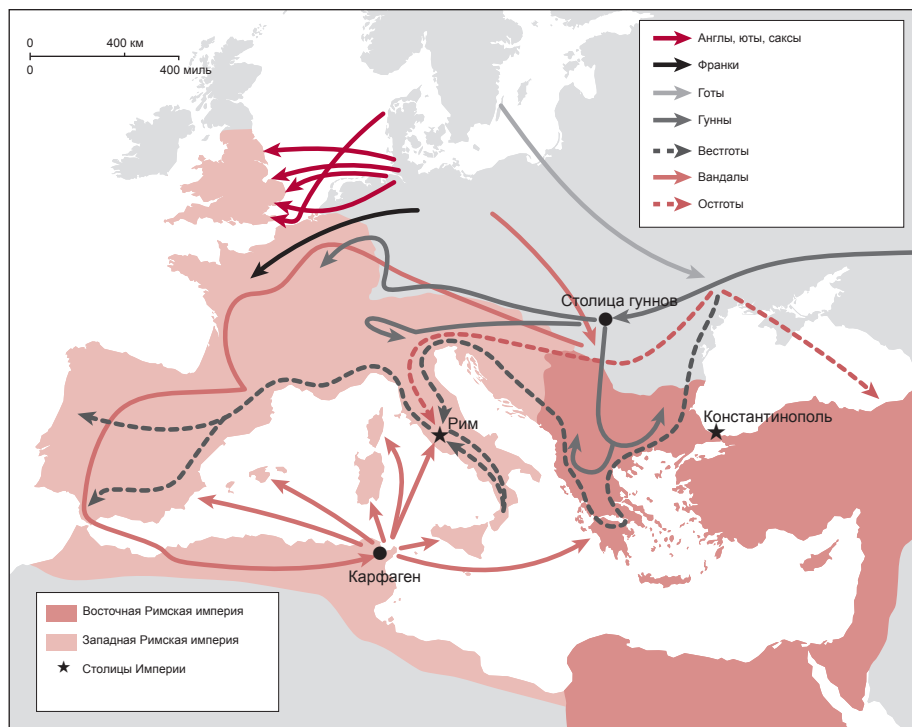 0 400 км
0 400 миль
Англы, юты, саксы
Франки
Готы
Гунны
Вестготы
Вандалы
Остготы
Столица гуннов
Константинополь
Рим
Карфаген
Восточная Римская империя
Западная Римская империя
Столицы Империи